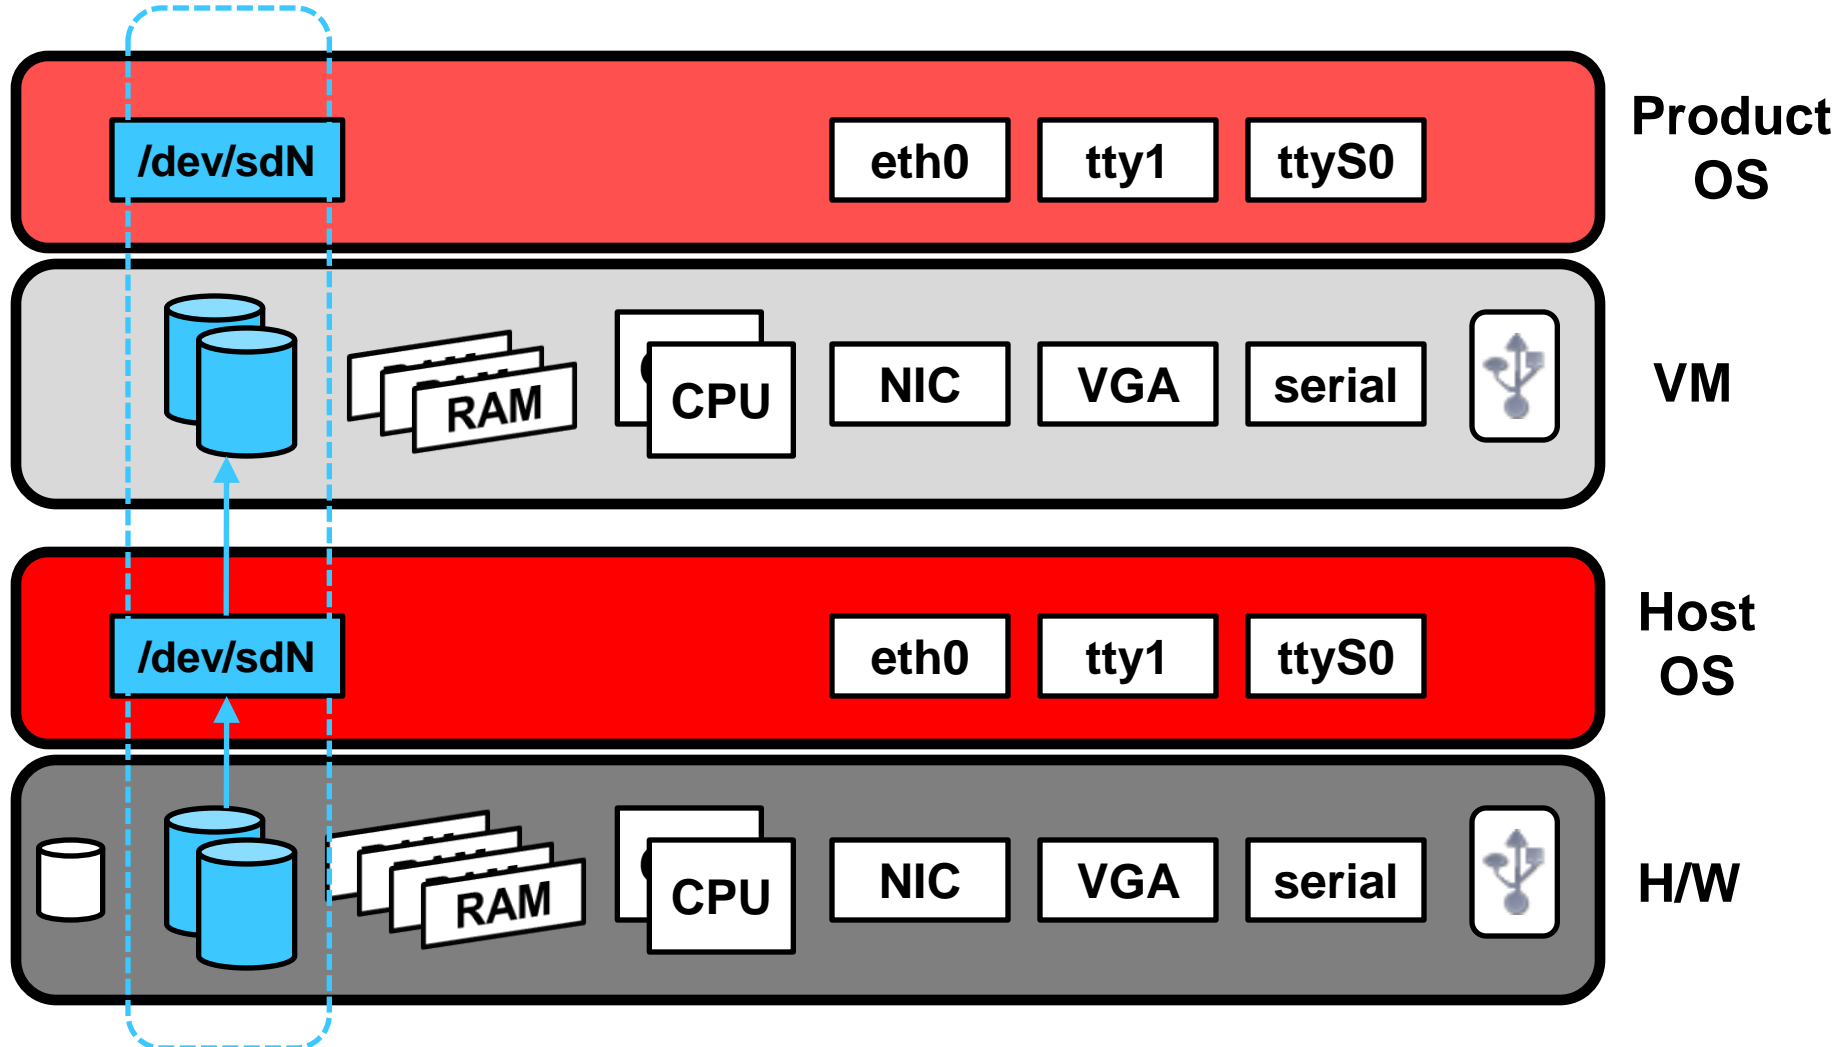 /dev/sdN
eth0
tty1
ttyS0
Product
OS
RAM
CPU
NIC
VGA
serial
VM
/dev/sdN
eth0
tty1
ttyS0
Host
OS
RAM
CPU
NIC
VGA
serial
H/W